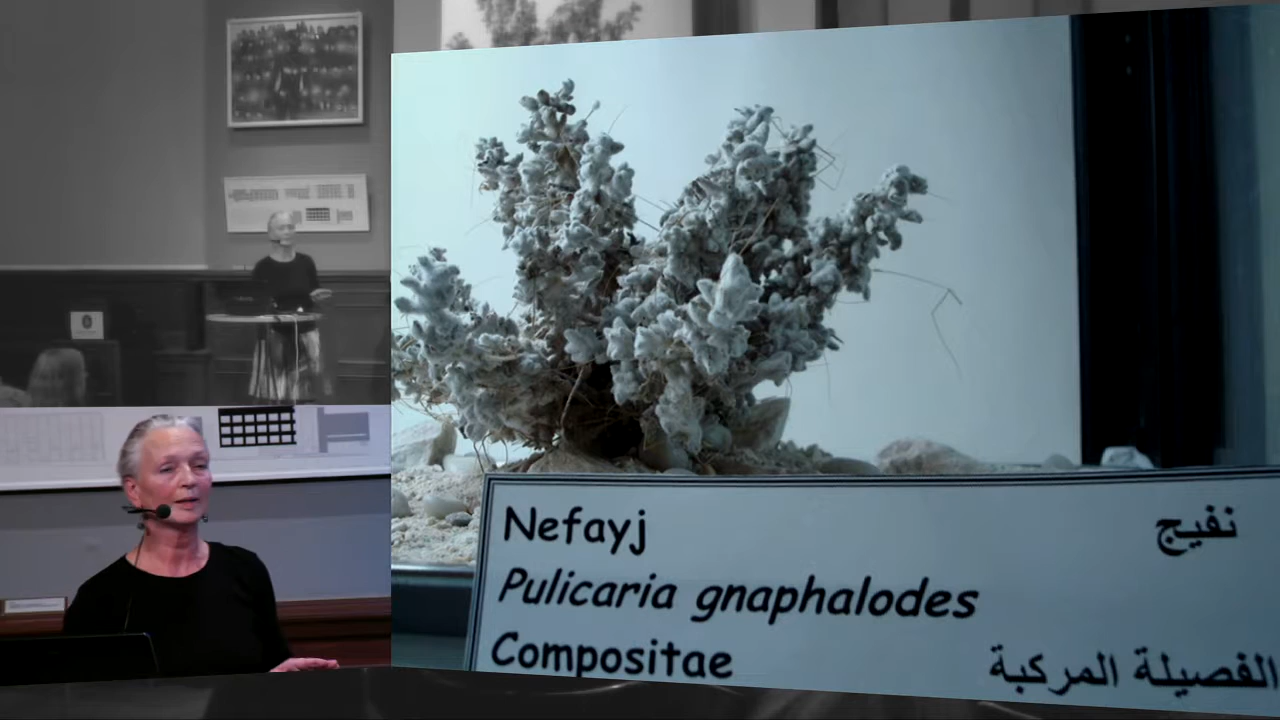 Nefayj نفيج
Pulicaria gnaphalodes
Compositae الفصيلة المركبة